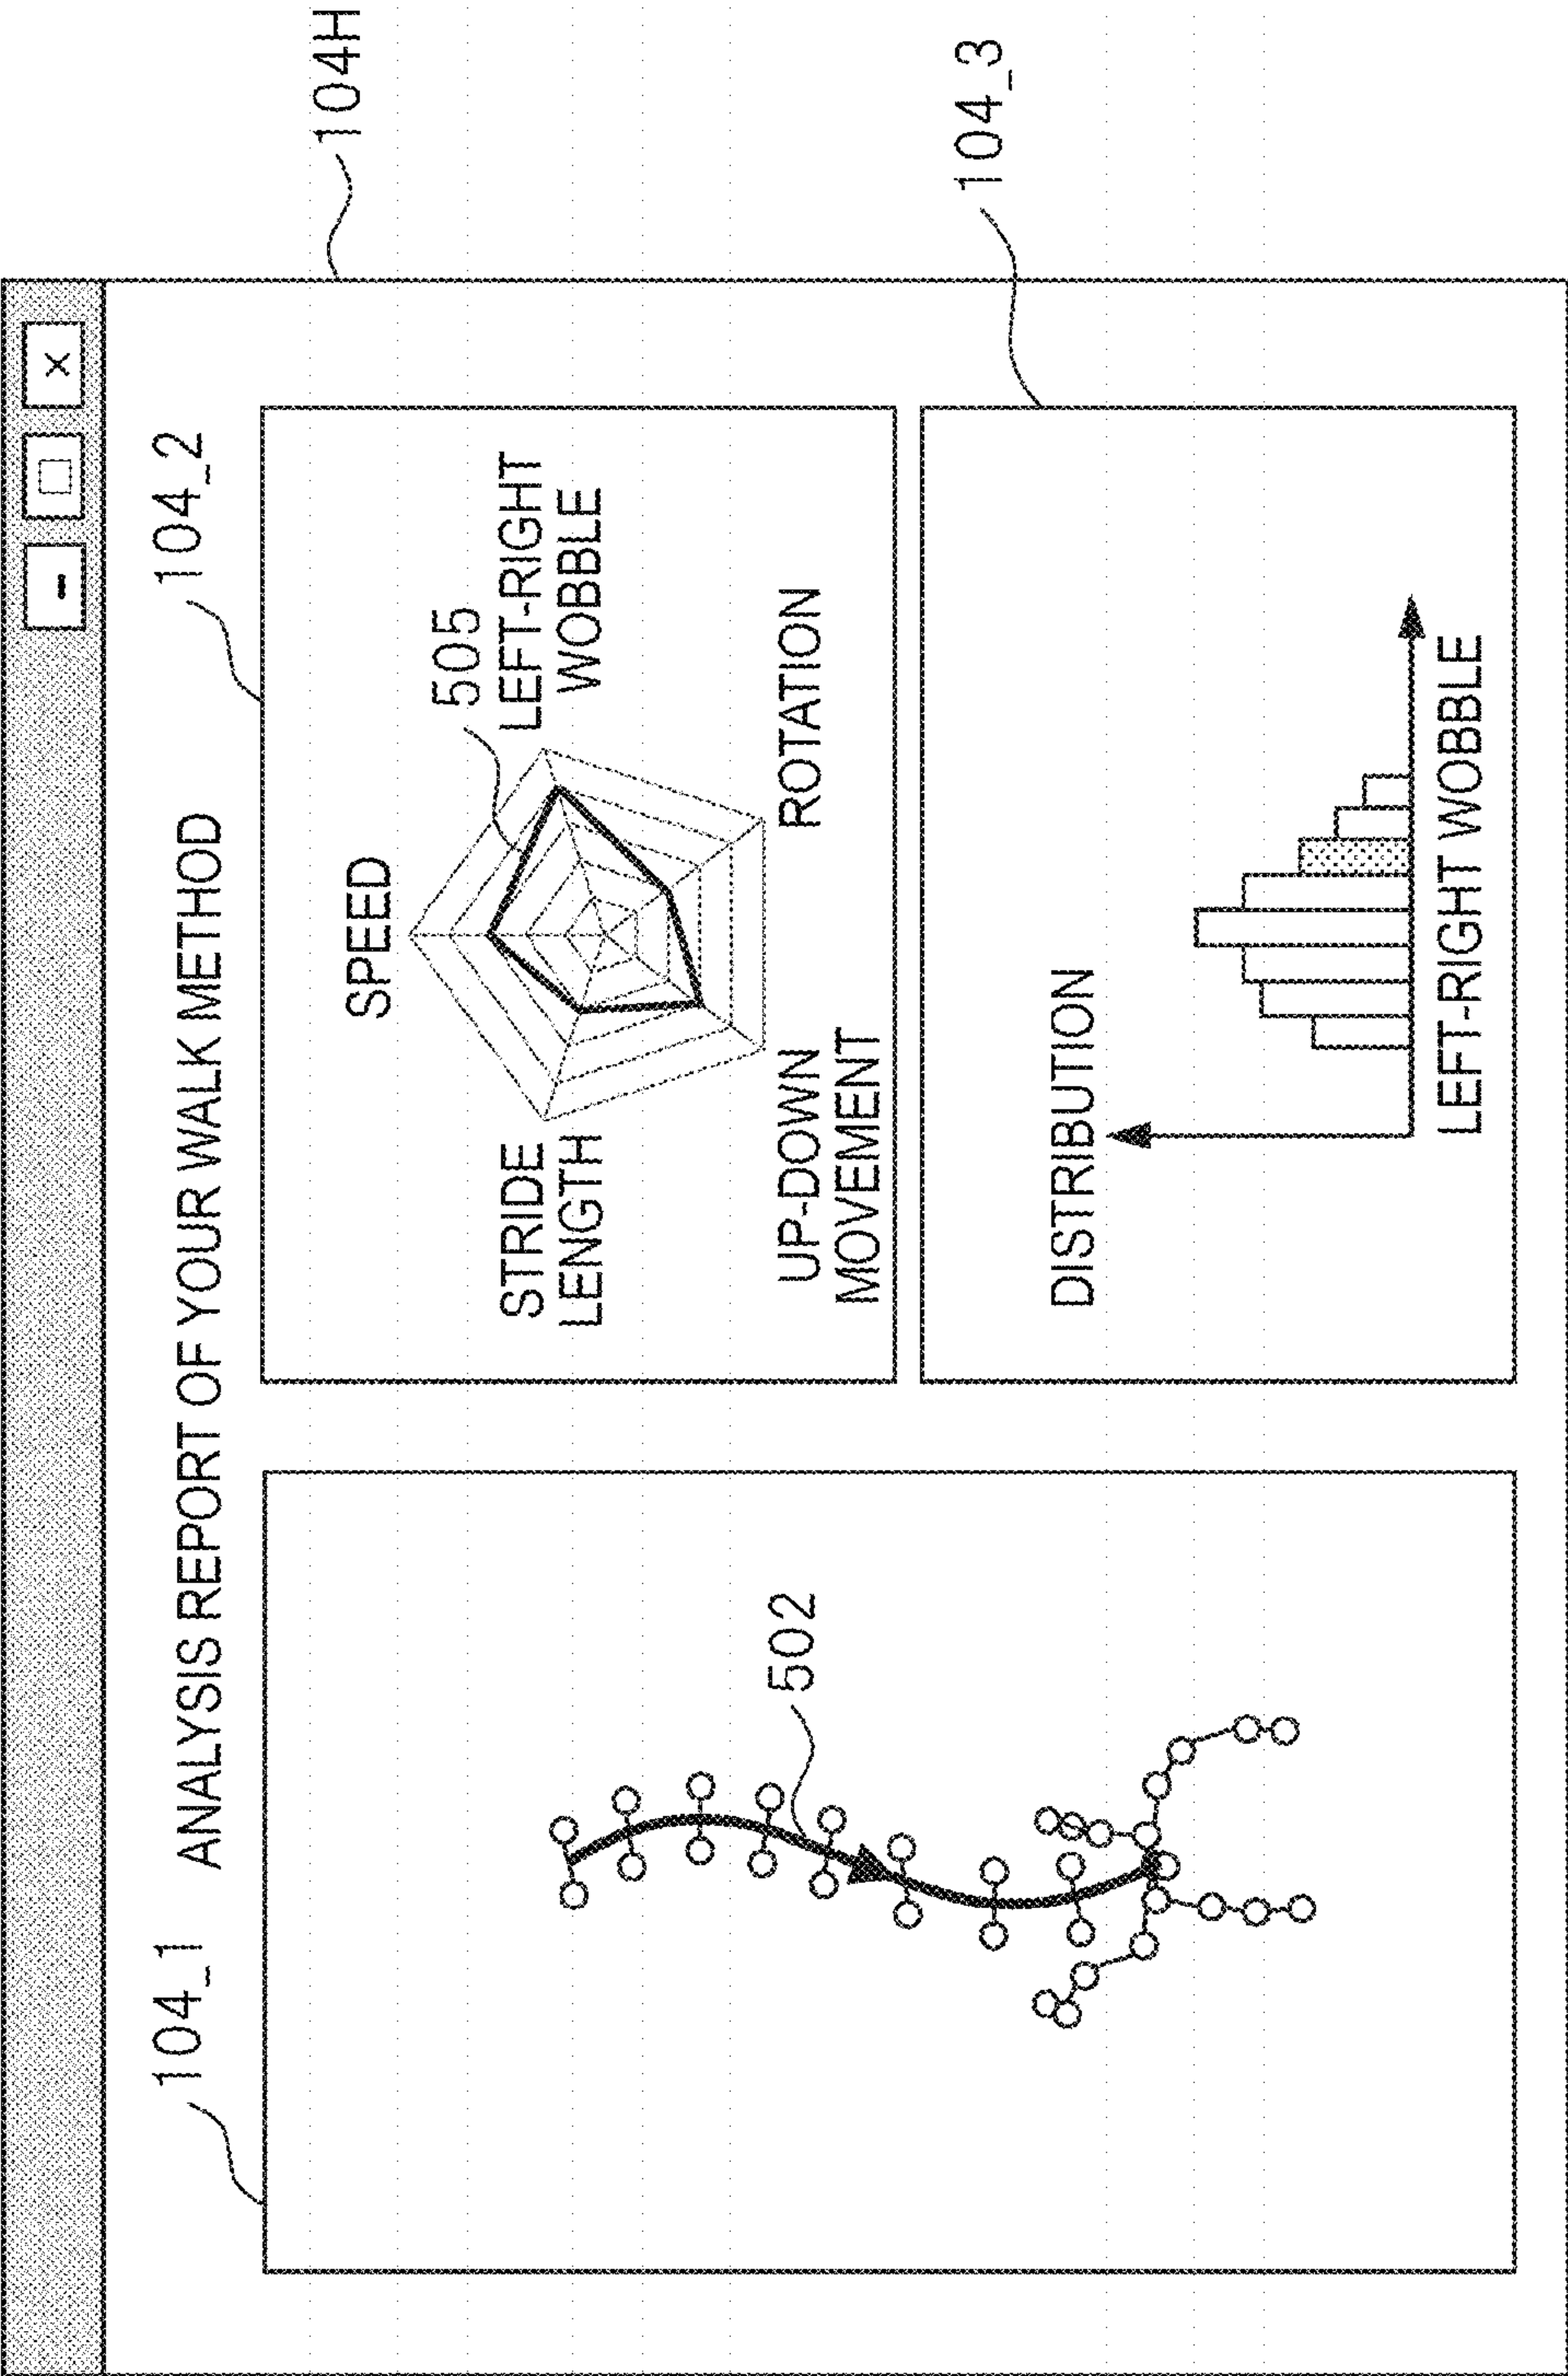 104H
104_1
ANALYSIS REPORT OF YOUR WALK METHOD
104_2
502
SPEED
505
LEFT-RIGHT
WOBBLE
STRIDE
LENGTH
UP-DOWN
MOVEMENT
ROTATION
104_3
DISTRIBUTION
LEFT-RIGHT WOBBLE